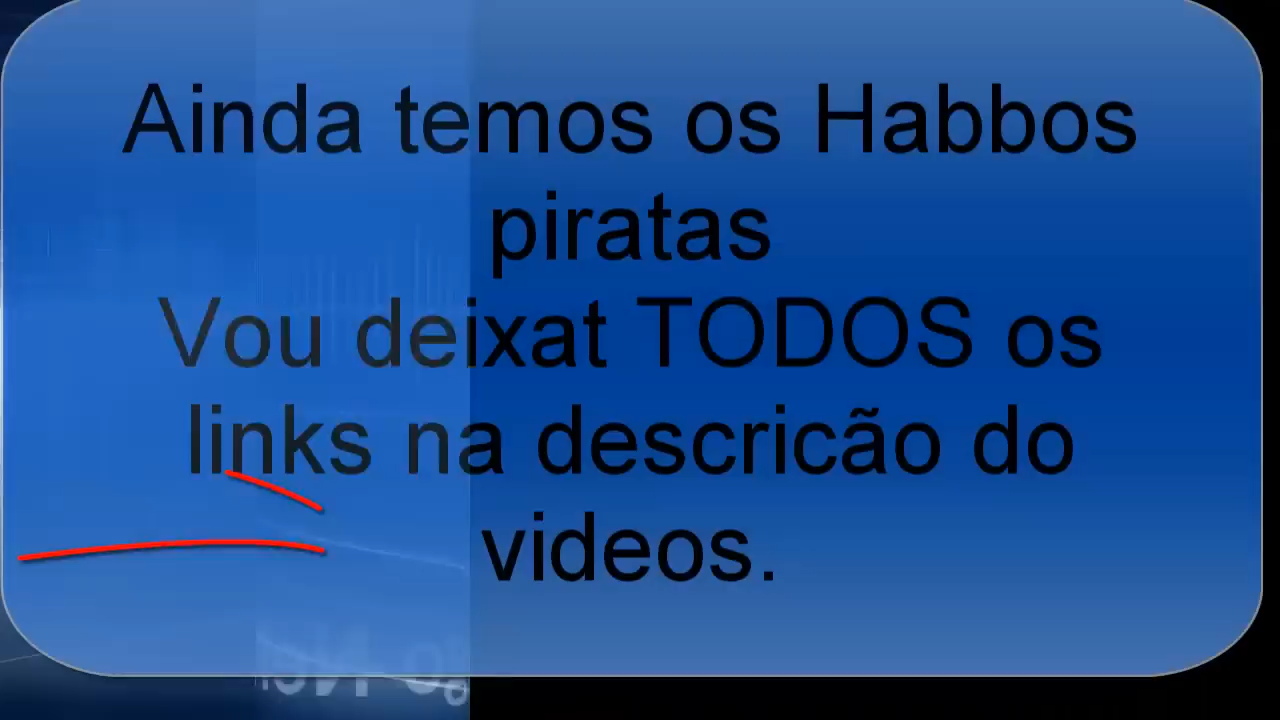 Ainda temos os Habbos
piratas
Vou deixat TODOS os
links na descricão do
videos.